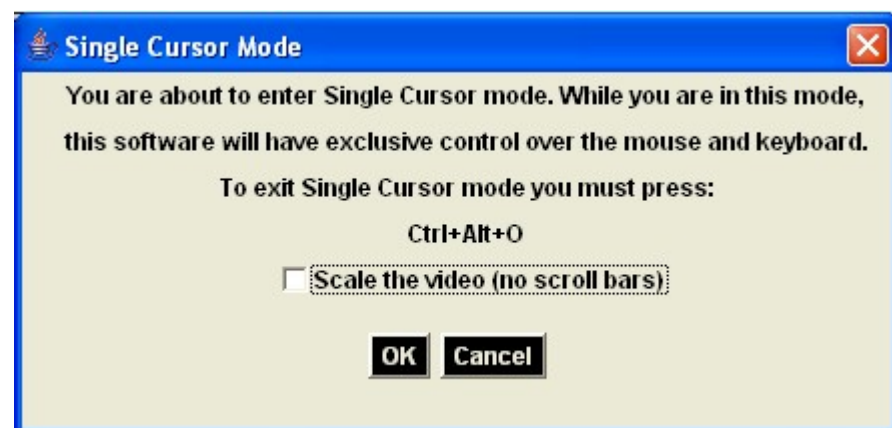 Single Cursor Mode
You are about to enter Single Cursor mode. While you are in this mode,
this software will have exclusive control over the mouse and keyboard.
To exit Single Cursor mode you must press:
Ctrl+Alt+O
Scale the video (no scroll bars)
OK Cancel